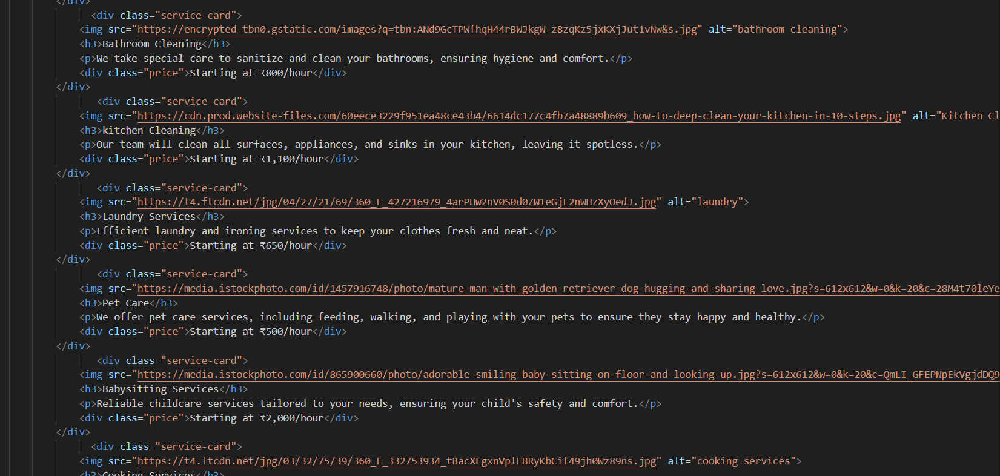 </div>
<div class="service-card">
<img src="https://encrypted-tbn0.gstatic.com/images?q=tbn:ANd9GcTPWfhqH44rBWJkgW-z8zqKz5jxKXjJut1vNw&s.jpg" alt="bathroom cleaning">
<h3>Bathroom Cleaning</h3>
<p>We take special care to sanitize and clean your bathrooms, ensuring hygiene and comfort.</p>
<div class="price">Starting at ₹800/hour</div>
</div>
<div class="service-card">
<img src="https://cdn.prod.website-files.com/60eece3229f951ea48ce43b4/6614dc177c4fb7a48889b609_how-to-deep-clean-your-kitchen-in-10-steps.jpg" alt="Kitchen Cl
<h3>kitchen Cleaning</h3>
<p>Our team will clean all surfaces, appliances, and sinks in your kitchen, leaving it spotless.</p>
<div class="price">Starting at ₹1,100/hour</div>
</div>
<div class="service-card">
<img src="https://t4.ftcdn.net/jpg/04/27/21/69/360_F_427216979_4arPHw2nV0S0d0ZW1eGjL2nWHzXyOedJ.jpg" alt="laundry">
<h3>Laundry Services</h3>
<p>Efficient laundry and ironing services to keep your clothes fresh and neat.</p>
<div class="price">Starting at ₹650/hour</div>
</div>
<div class="service-card">
<img src="https://media.istockphoto.com/id/1457916748/photo/mature-man-with-golden-retriever-dog-hugging-and-sharing-love.jpg?s=612x612&w=0&k=20&c=28M4t70leYe
<h3>Pet Care</h3>
<p>We offer pet care services, including feeding, walking, and playing with your pets to ensure they stay happy and healthy.</p>
<div class="price">Starting at ₹500/hour</div>
</div>
<div class="service-card">
<img src="https://media.istockphoto.com/id/865900660/photo/adorable-smiling-baby-sitting-on-floor-and-looking-up.jpg?s=612x612&w=0&k=20&c=QmLI_GFEPNpEkVgjdDQ9
<h3>Babysitting Services</h3>
<p>Reliable childcare services tailored to your needs, ensuring your child's safety and comfort.</p>
<div class="price">Starting at ₹2,000/hour</div>
</div>
<div class="service-card">
<img src="https://t4.ftcdn.net/jpg/03/32/75/39/360_F_332753934_tBacXEgxnVplFBRyKbCif49jh0Wz89ns.jpg" alt="cooking services">
<h3>Cooking Services</h3>